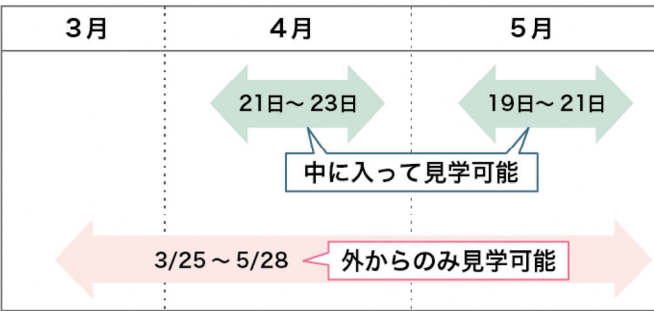 3月 4月 5月
21日～23日 19日～21日
中に入って見学可能
3/25～5/28 外からのみ見学可能